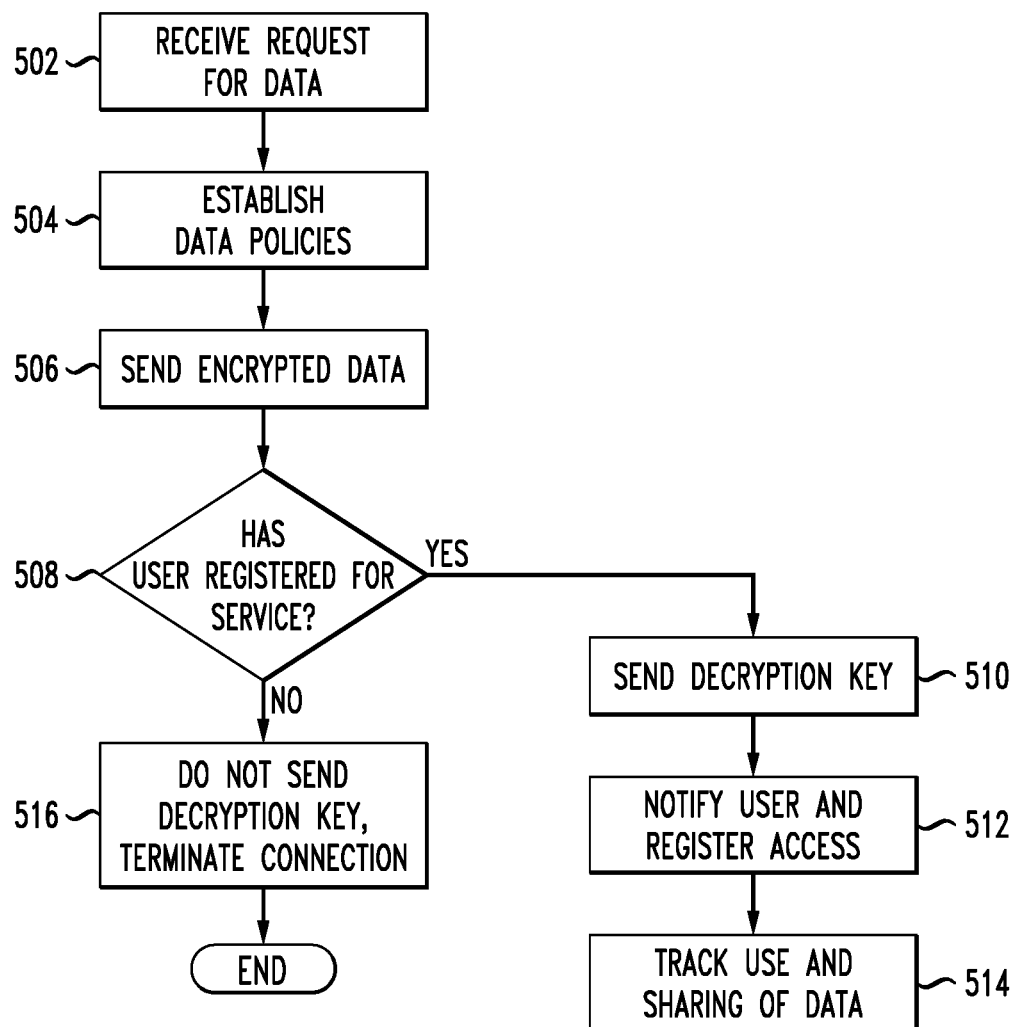 502
RECEIVE REQUEST
FOR DATA
504
ESTABLISH
DATA POLICIES
506
SEND ENCRYPTED DATA
508
HAS
USER REGISTERED FOR
SERVICE?
YES
NO
SEND DECRYPTION KEY
510
516
DO NOT SEND
DECRYPTION KEY,
TERMINATE CONNECTION
NOTIFY USER AND
REGISTER ACCESS
512
END
TRACK USE AND
SHARING OF DATA
514